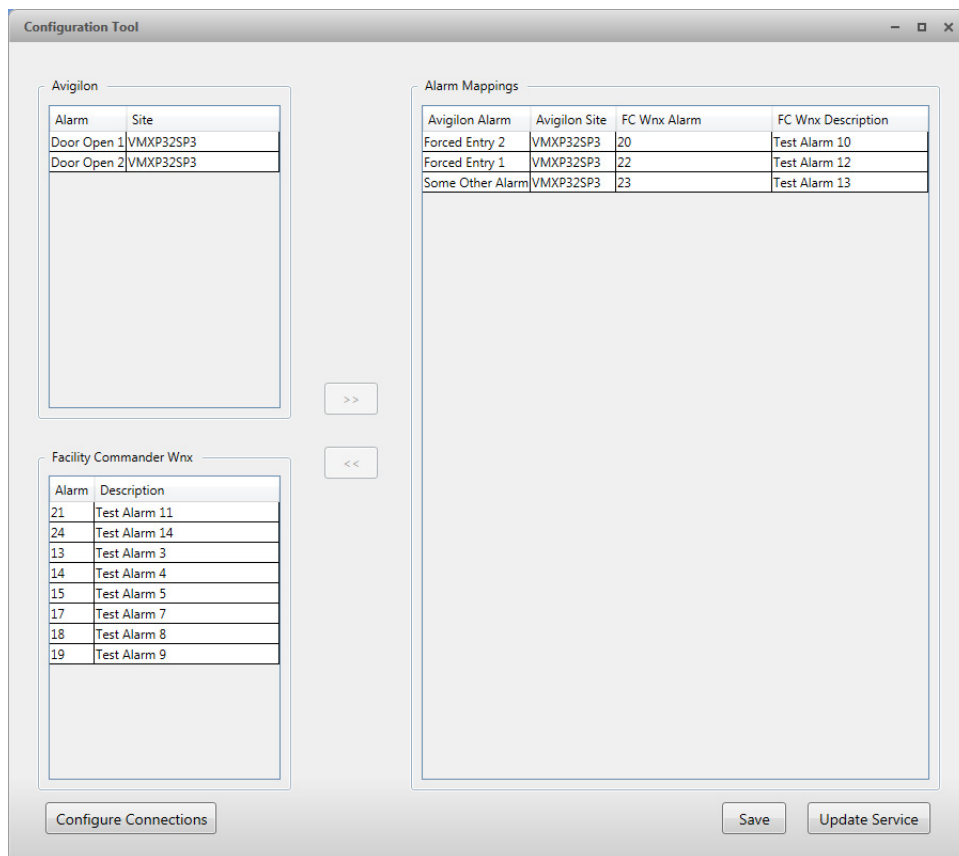 Configuration Tool
Avigilon
Alarm Site
Door Open 1 VMXP32SP3
Door Open 2 VMXP32SP3
Facility Commander Wnx
Alarm Description
21 Test Alarm 11
24 Test Alarm 14
13 Test Alarm 3
14 Test Alarm 4
15 Test Alarm 5
17 Test Alarm 7
18 Test Alarm 8
19 Test Alarm 9
>>
<<
Alarm Mappings
Avigilon Alarm Avigilon Site FC Wnx Alarm FC Wnx Description
Forced Entry 2 VMXP32SP3 20 Test Alarm 10
Forced Entry 1 VMXP32SP3 22 Test Alarm 12
Some Other Alarm VMXP32SP3 23 Test Alarm 13
Configure Connections
Save
Update Service